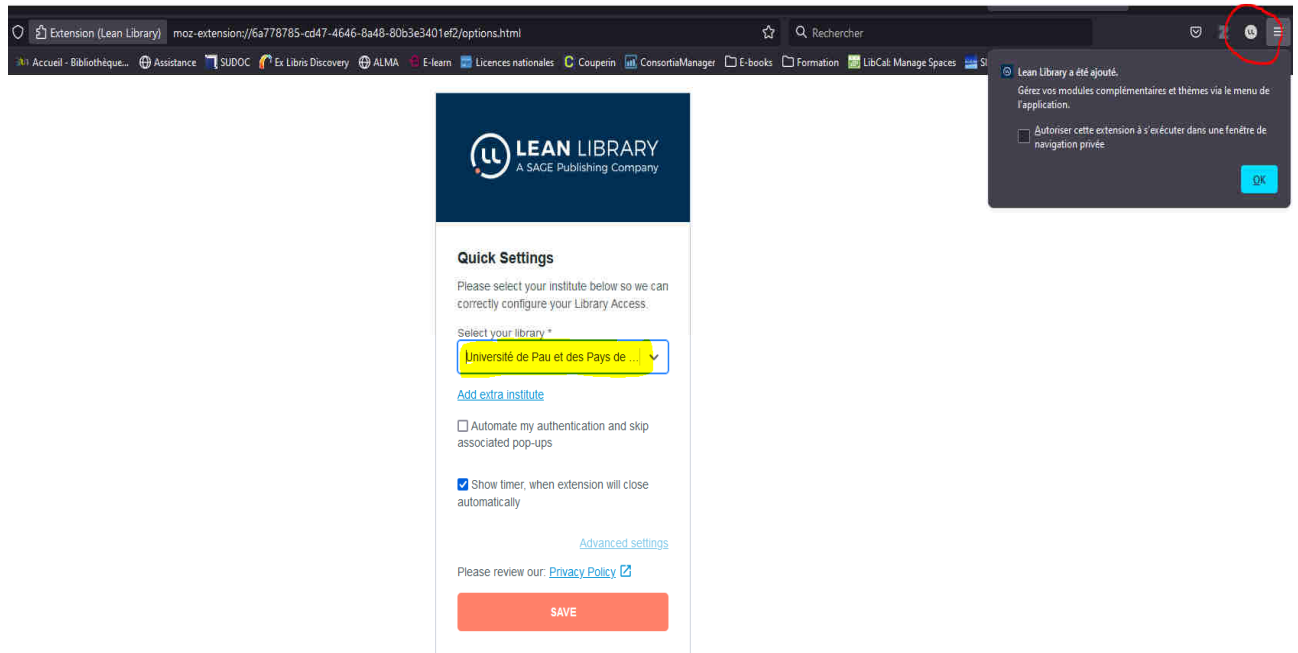 Extension (Lean Library) moz-extension://6a778785-cd47-4646-8a48-80b3e3401ef2/options.html Rechercher
Accueil - Bibliothèque... Assistance SUDOC Ex Libris Discovery ALMA E-learn Licences nationales Couperin ConsortiaManager E-books Formation LibCal: Manage Spaces
Lean Library a été ajouté.
Gérez vos modules complémentaires et thèmes via le menu de
l'application.
Autoriser cette extension à s'exécuter dans une fenêtre de
navigation privée
OK
LEAN LIBRARY
A SAGE Publishing Company
Quick Settings
Please select your institute below so we can
correctly configure your Library Access.
Select your library *
Université de Pau et des Pays de ...
Add extra institute
Automate my authentication and skip
associated pop-ups
Show timer, when extension will close
automatically
Advanced settings
Please review our: Privacy Policy
SAVE